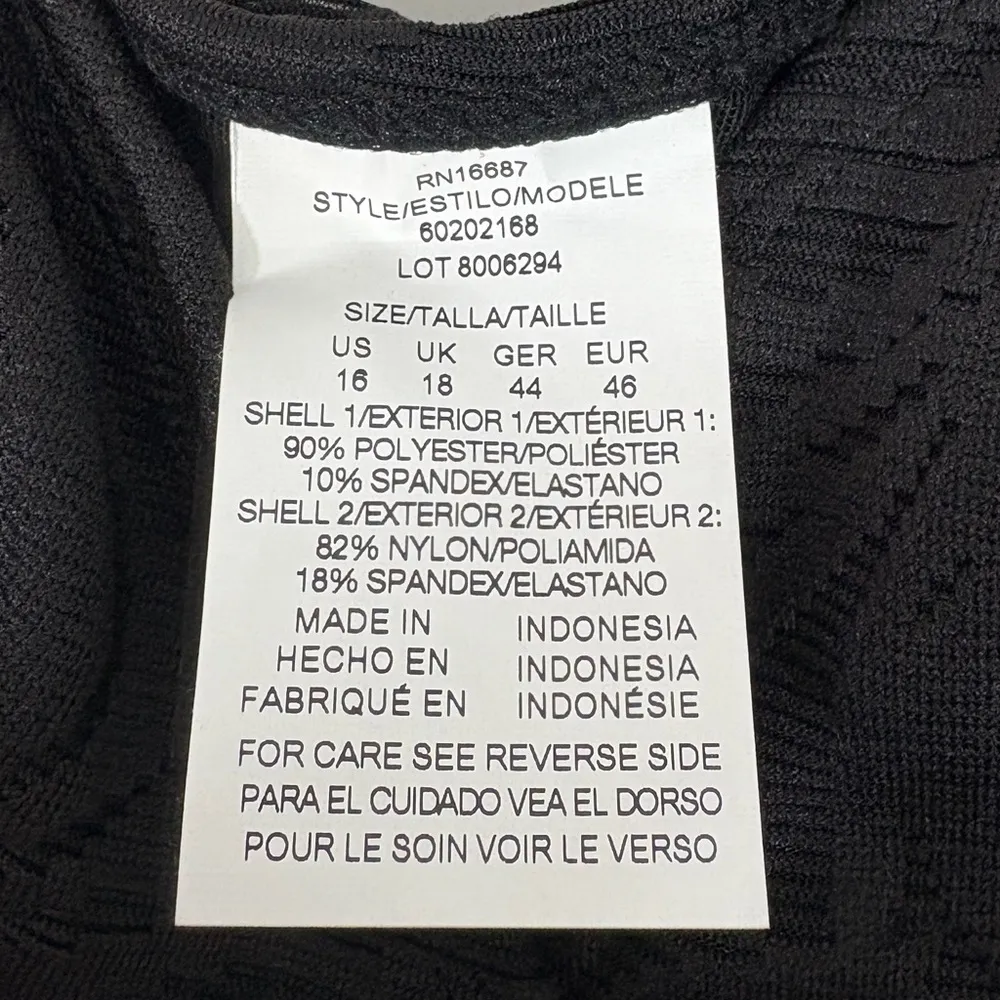 RN16687
STYLE/ESTILO/MODELE
60202168
LOT 8006294
SIZE/TALLA/TAILLE
US UK GER EUR
16 18 44 46
SHELL 1/EXTERIOR 1/EXTÉRIEUR 1:
90% POLYESTER/POLIÉSTER
10% SPANDEX/ELASTANO
SHELL 2/EXTERIOR 2/EXTÉRIEUR 2:
82% NYLON/POLIAMIDA
18% SPANDEX/ELASTANO
MADE IN INDONESIA
HECHO EN INDONESIA
FABRIQUÉ EN INDONÉSIE
FOR CARE SEE REVERSE SIDE
PARA EL CUIDADO VEA EL DORSO
POUR LE SOIN VOIR LE VERSO